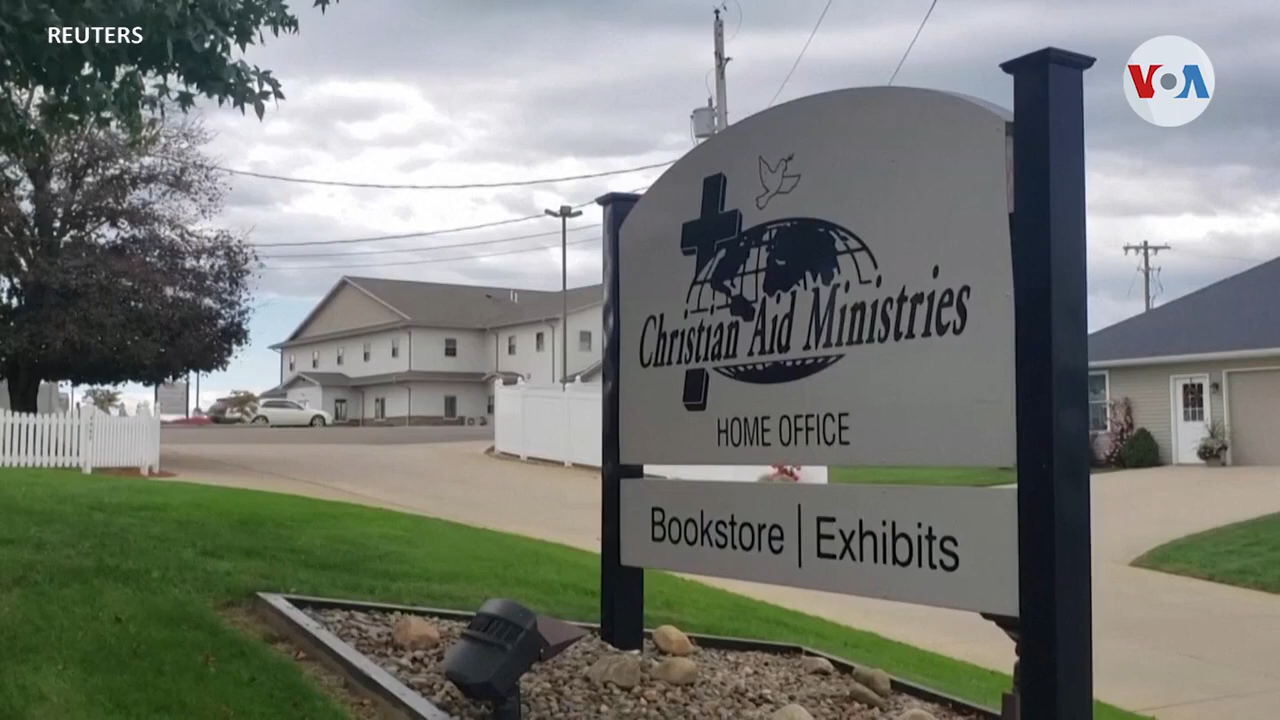 REUTERS
VOA
Christian Aid Ministries
HOME OFFICE
Bookstore | Exhibits